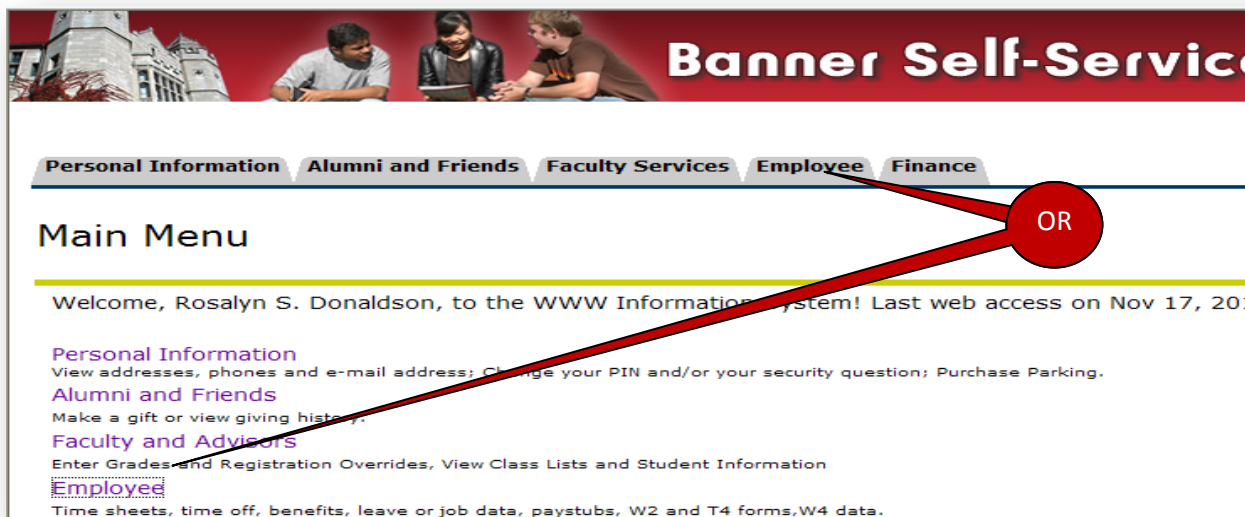 Banner Self-Service
Personal Information Alumni and Friends Faculty Services Employee Finance
OR
Main Menu
Welcome, Rosalyn S. Donaldson, to the WWW Information System! Last web access on Nov 17, 201
Personal Information
View addresses, phones and e-mail address; Change your PIN and/or your security question; Purchase Parking.
Alumni and Friends
Make a gift or view giving history.
Faculty and Advisors
Enter Grades and Registration Overrides, View Class Lists and Student Information
Employee
Time sheets, time off, benefits, leave or job data, paystubs, W2 and T4 forms,W4 data.